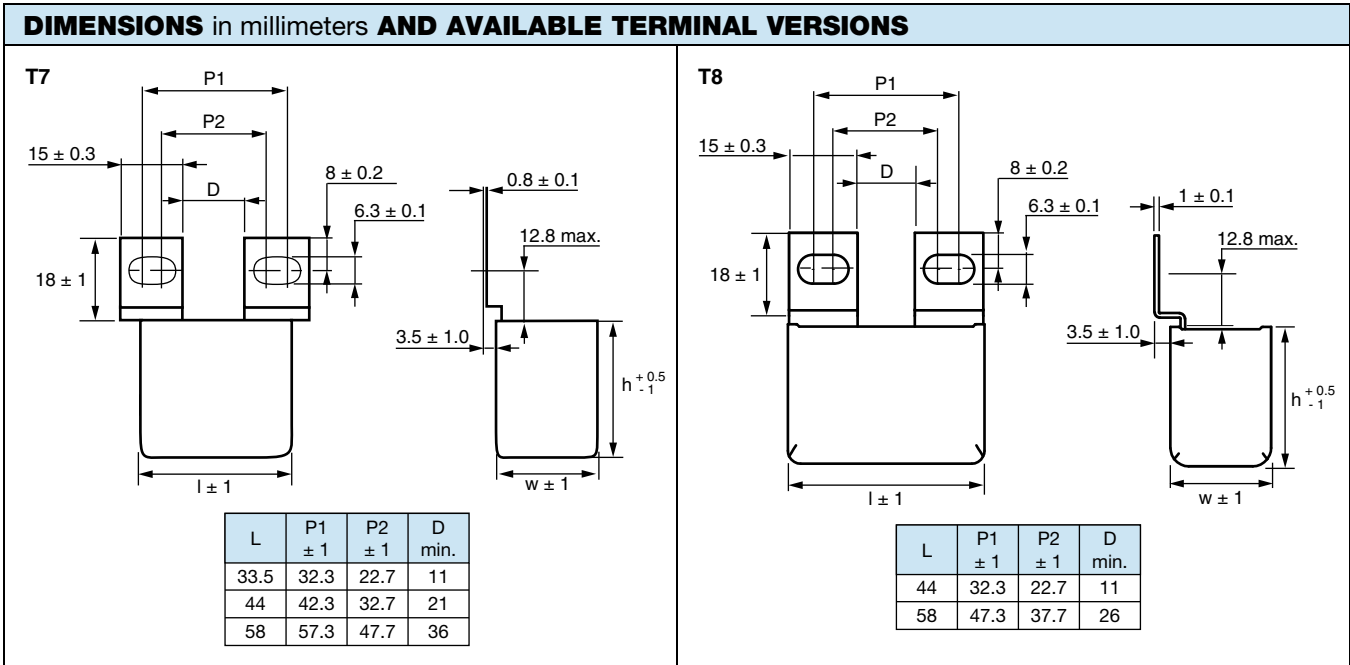 DIMENSIONS in millimeters AND AVAILABLE TERMINAL VERSIONS
T7
P1
P2
15 ± 0.3
D
8 ± 0.2
6.3 ± 0.1
18 ± 1
0.8 ± 0.1
12.8 max.
3.5 ± 1.0
h + 0.5 - 1
l ± 1
w ± 1
L P1 ± 1 P2 ± 1 D min.
33.5 32.3 22.7 11
44 42.3 32.7 21
58 57.3 47.7 36
T8
P1
P2
15 ± 0.3
D
8 ± 0.2
6.3 ± 0.1
18 ± 1
1 ± 0.1
12.8 max.
3.5 ± 1.0
h + 0.5 - 1
l ± 1
w ± 1
L P1 ± 1 P2 ± 1 D min.
44 32.3 22.7 11
58 47.3 37.7 26